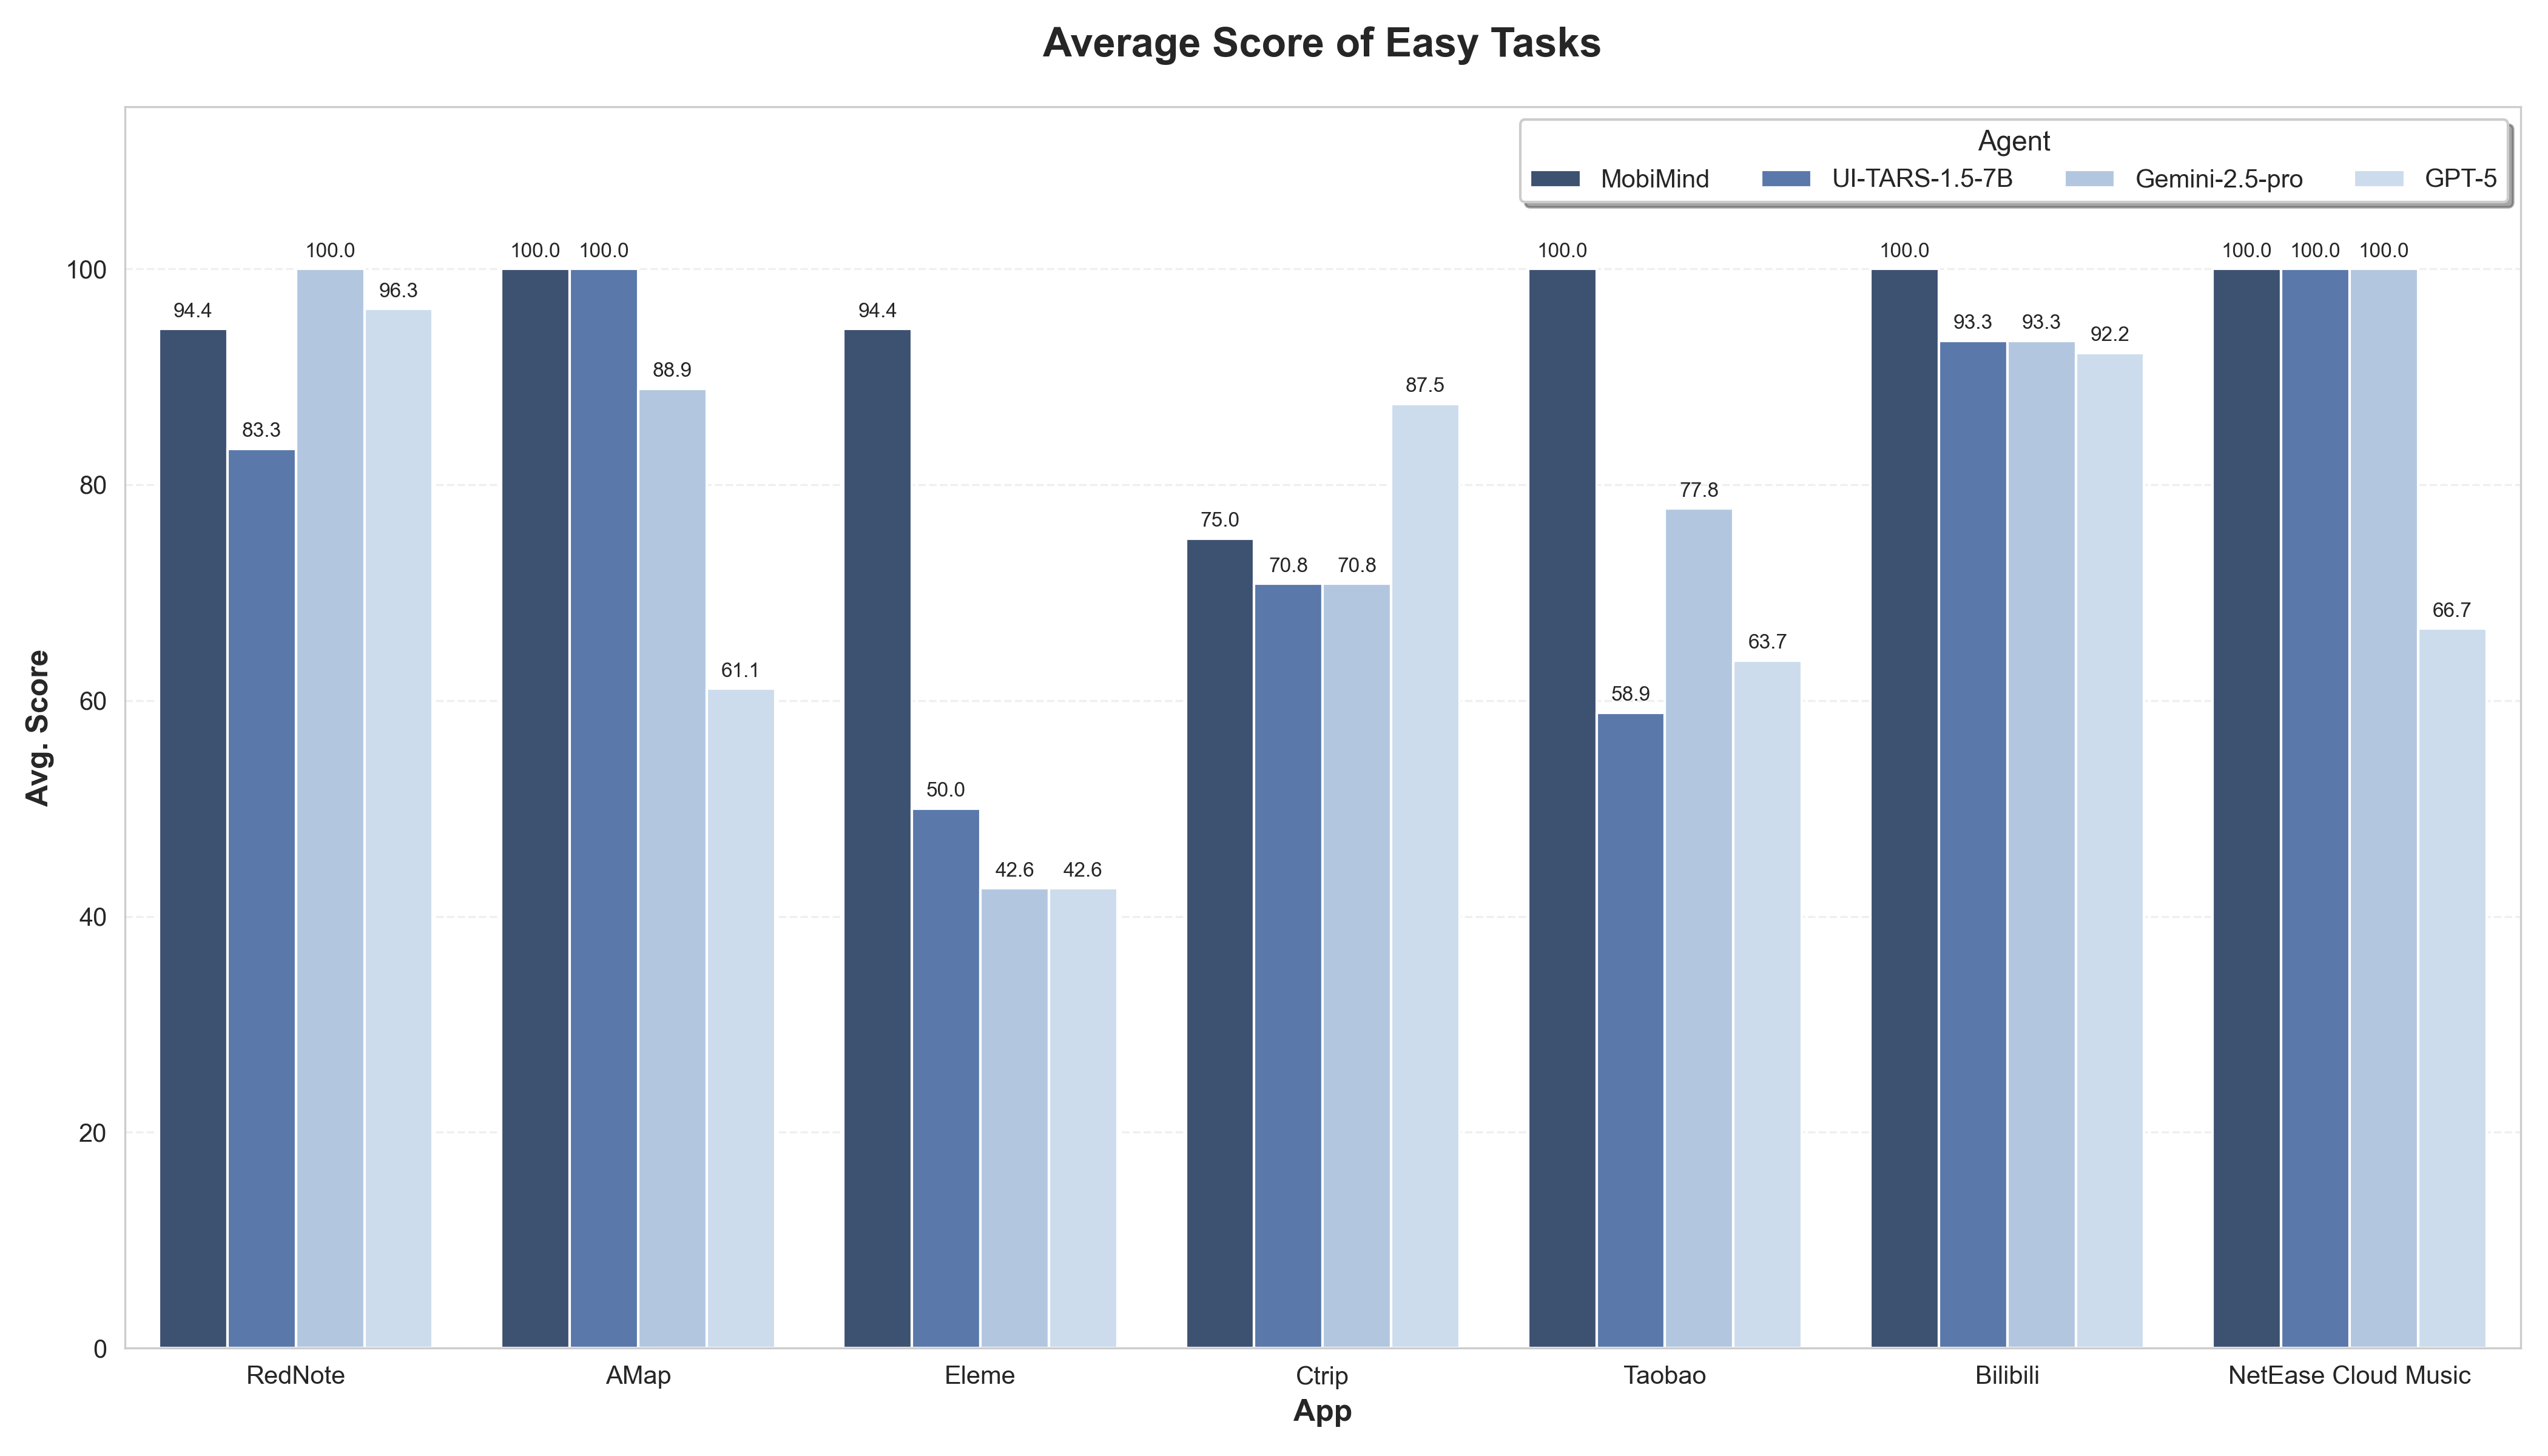 Average Score of Easy Tasks
Agent
MobiMind UI-TARS-1.5-7B Gemini-2.5-pro GPT-5
Avg. Score
100
80
60
40
20
0
94.4 83.3 100.0 96.3
100.0 100.0 88.9 61.1
94.4 50.0 42.6 42.6
75.0 70.8 70.8 87.5
100.0 58.9 77.8 63.7
100.0 93.3 93.3 92.2
100.0 100.0 100.0 66.7
RedNote AMap Eleme Ctrip Taobao Bilibili NetEase Cloud Music
App